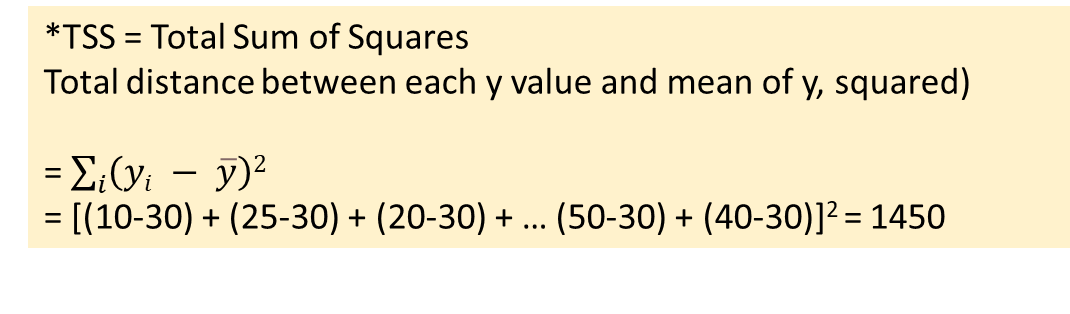 *TSS = Total Sum of Squares
Total distance between each y value and mean of y, squared)
= ∑ᵢ(yᵢ − ȳ)²
= [(10-30) + (25-30) + (20-30) + … (50-30) + (40-30)]² = 1450